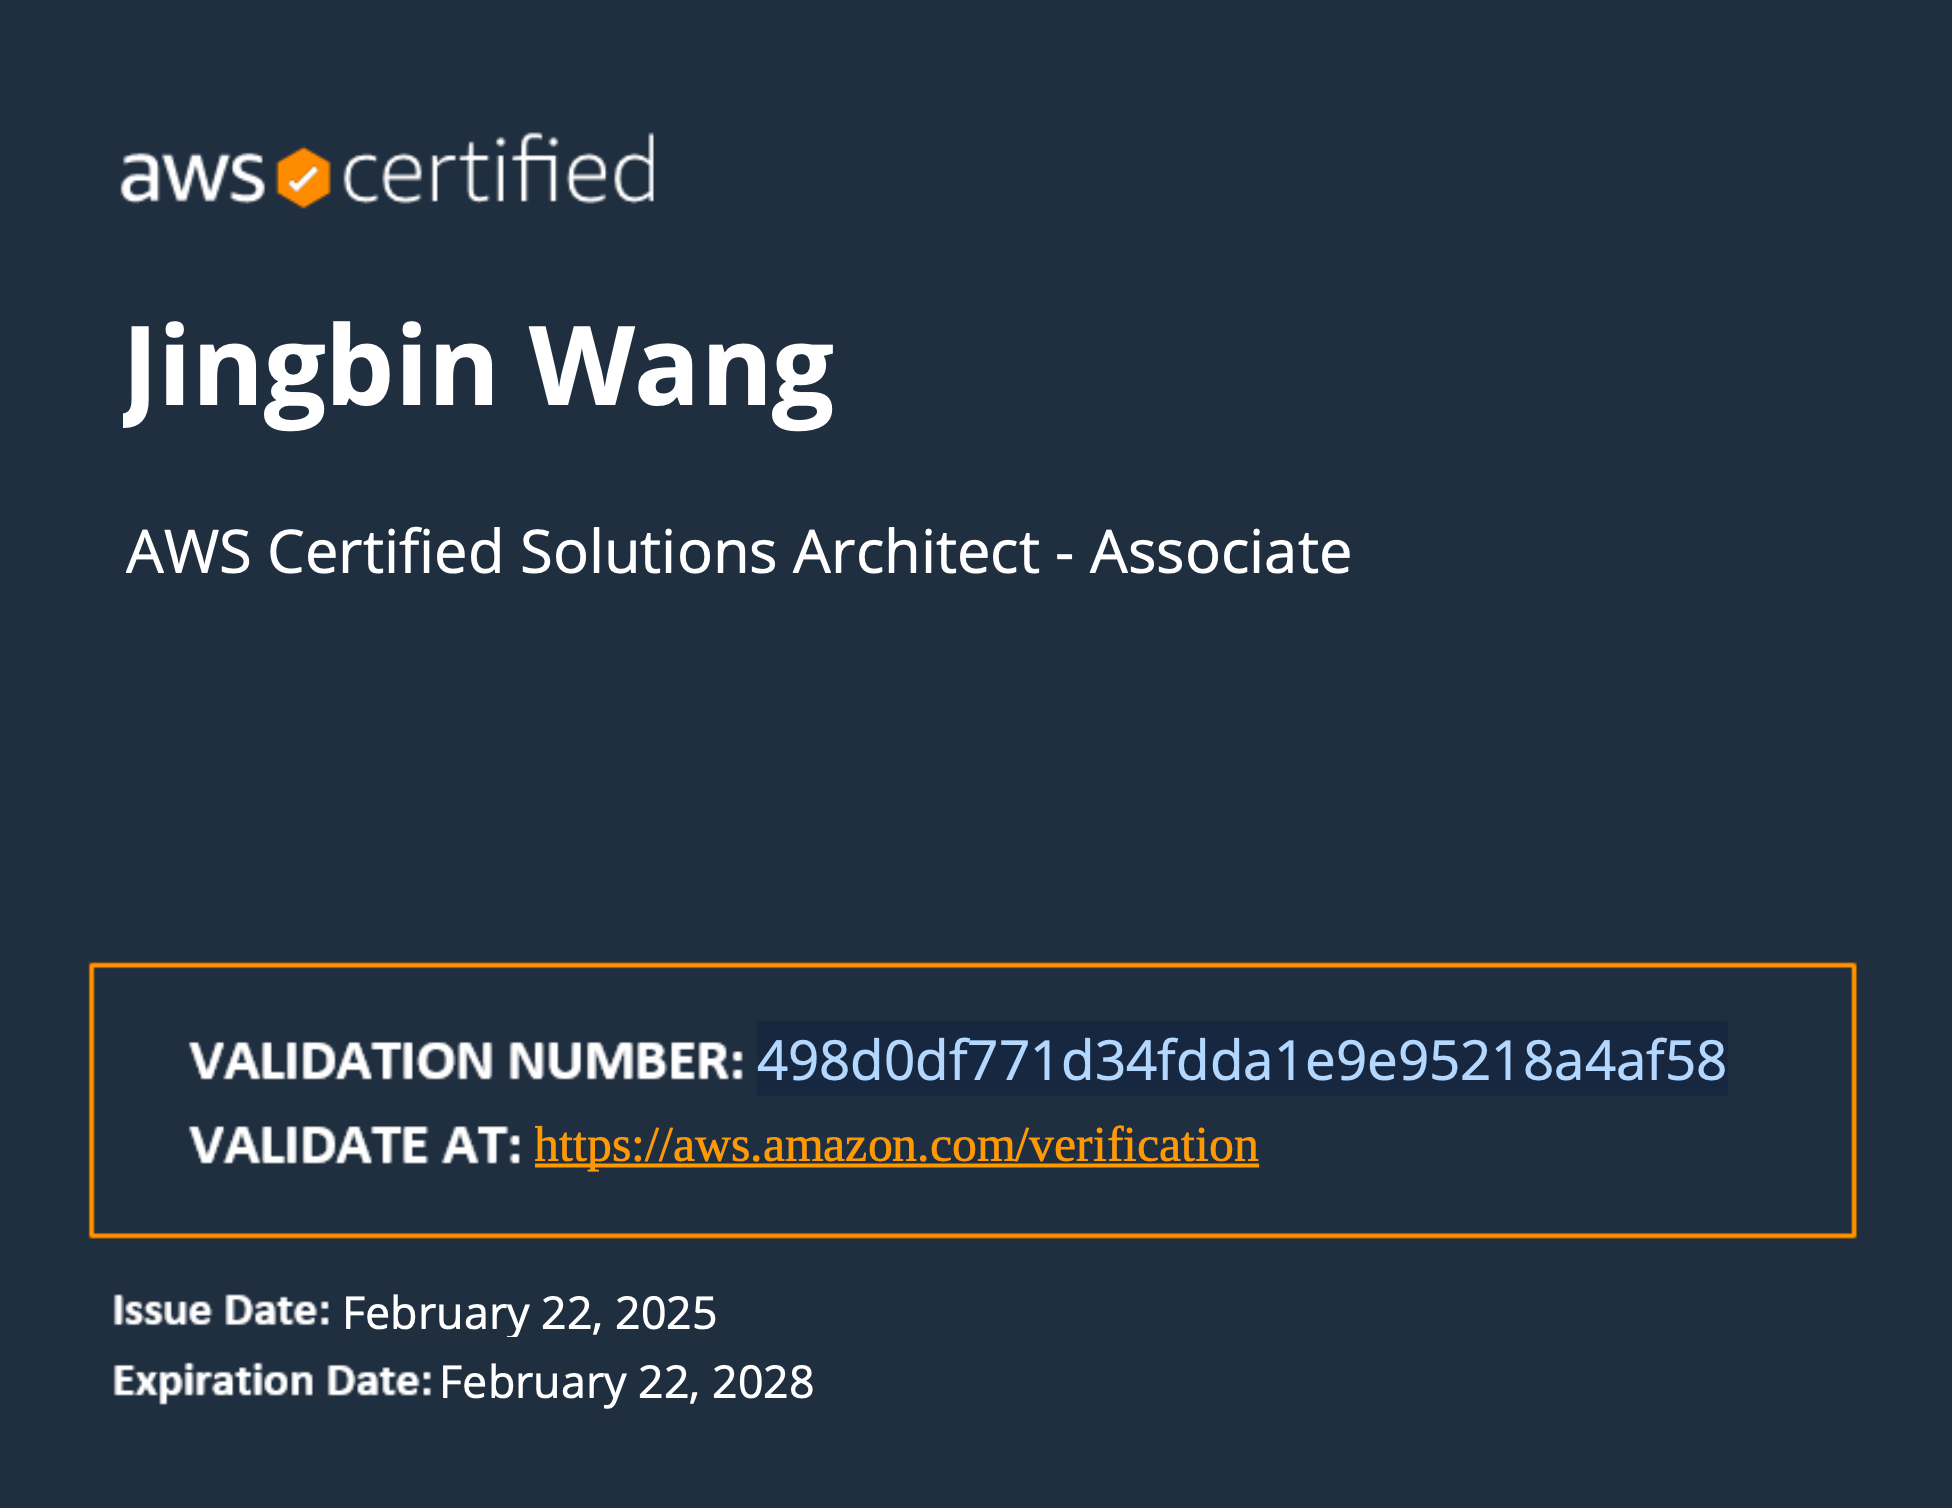 aws certified
Jingbin Wang
AWS Certified Solutions Architect - Associate
VALIDATION NUMBER: 498d0df771d34fdda1e9e95218a4af58
VALIDATE AT: https://aws.amazon.com/verification
Issue Date: February 22, 2025
Expiration Date: February 22, 2028